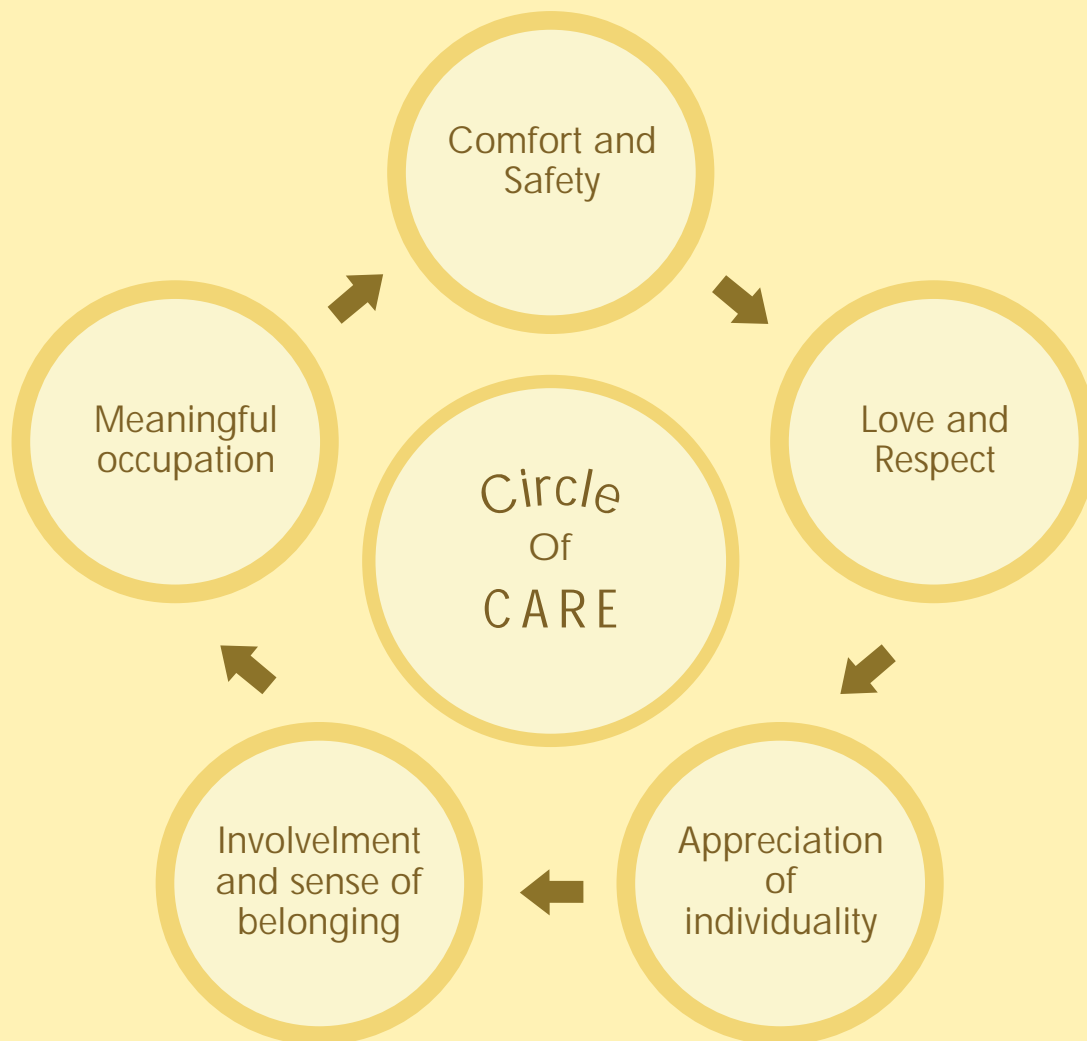 Comfort and
Safety
Love and
Respect
Appreciation
of
individuality
Involvelment
and sense of
belonging
Meaningful
occupation
Circle
Of
CARE